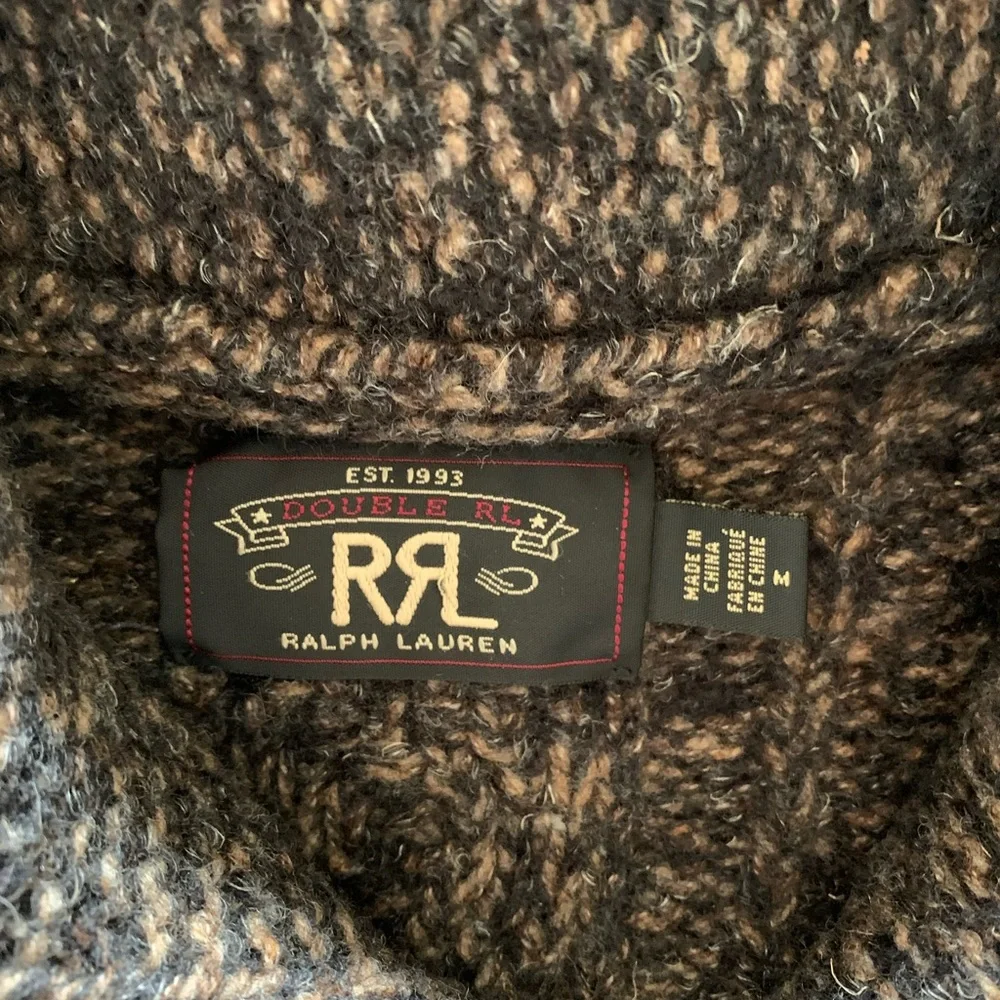 EST. 1993
DOUBLE RL
RRL
RALPH LAUREN
MADE IN
CHINA
FABRIQUÉ
EN CHINE
M